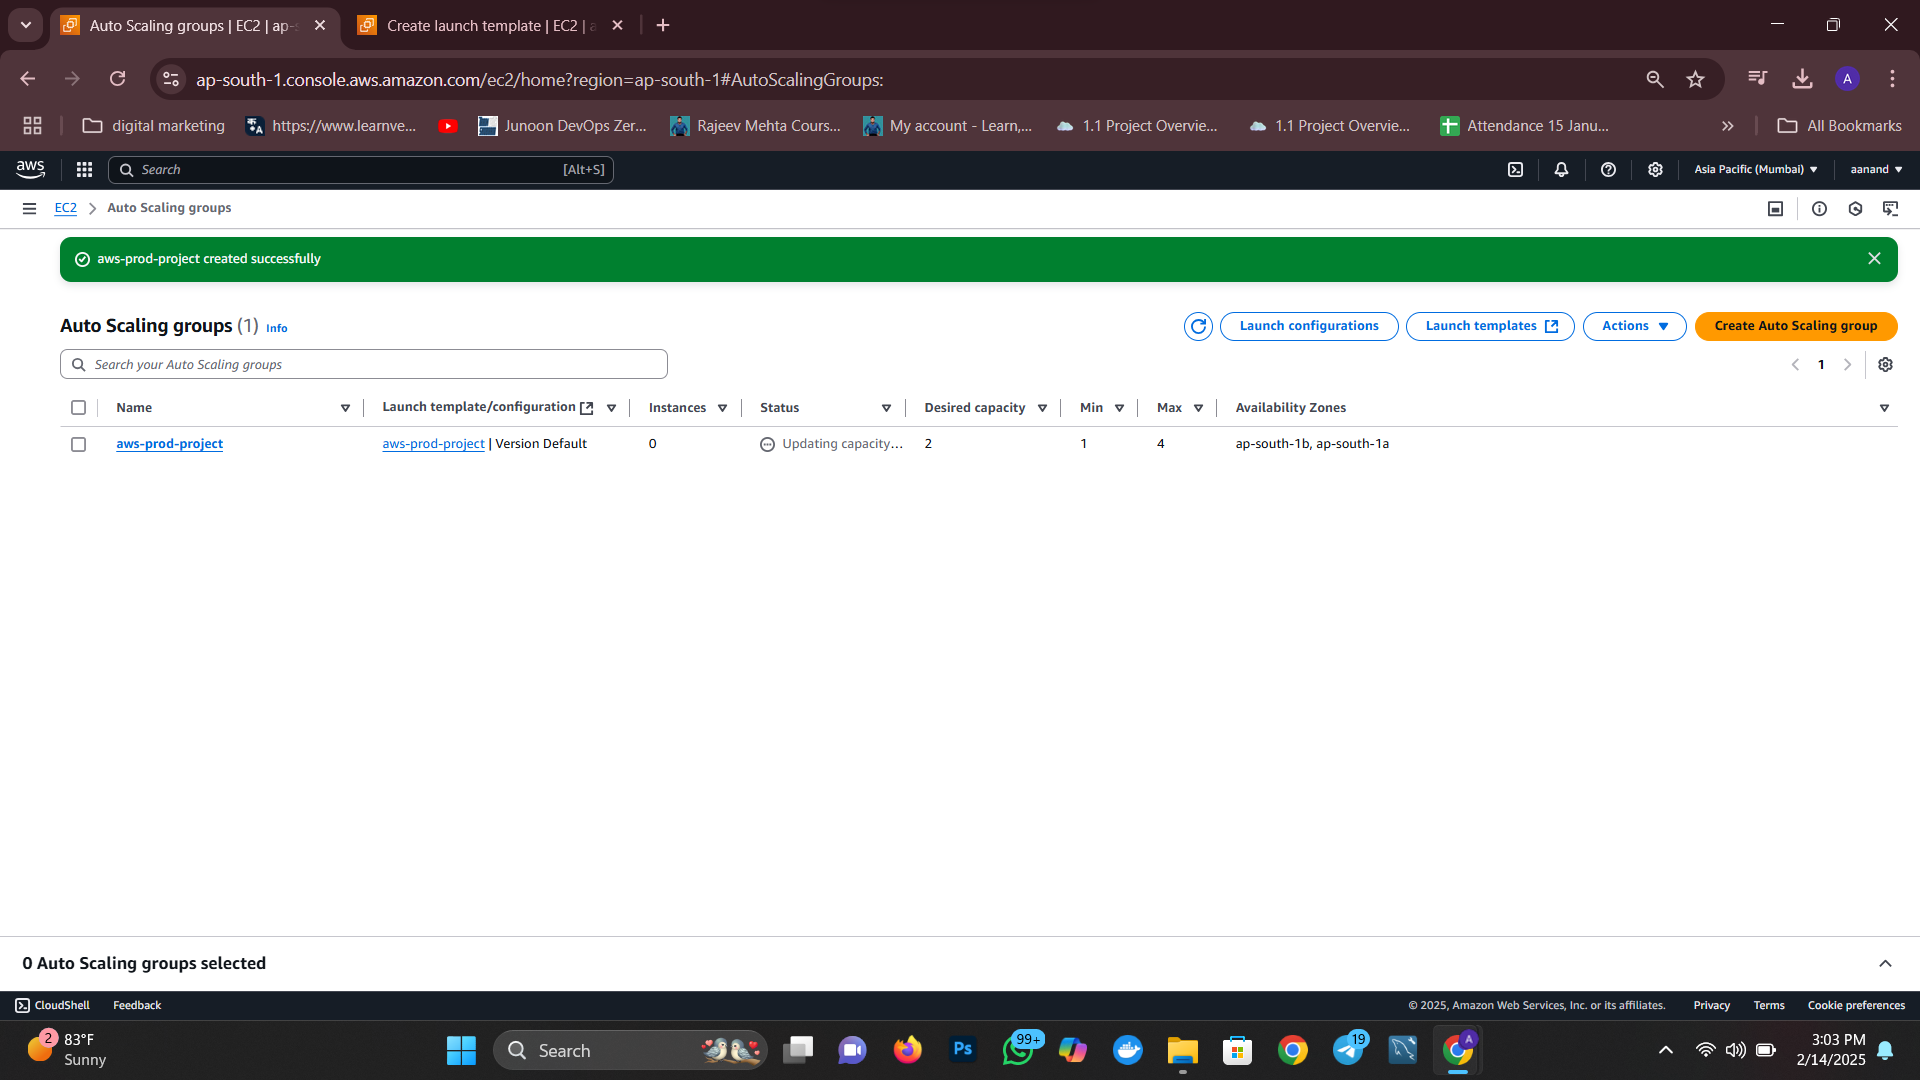 Auto Scaling groups | EC2 | ap-s
Create launch template | EC2 | a
ap-south-1.console.aws.amazon.com/ec2/home?region=ap-south-1#AutoScalingGroups:
A
digital marketing
https://www.learnve...
Junoon DevOps Zer...
Rajeev Mehta Cours...
My account - Learn,...
1.1 Project Overvie...
1.1 Project Overvie...
Attendance 15 Janu...
All Bookmarks
aws
Search
[Alt+S]
Asia Pacific (Mumbai)
aanand
EC2
Auto Scaling groups
aws-prod-project created successfully
Auto Scaling groups (1) Info
Launch configurations
Launch templates
Actions
Create Auto Scaling group
Search your Auto Scaling groups
1
Name
Launch template/configuration
Instances
Status
Desired capacity
Min
Max
Availability Zones
aws-prod-project
aws-prod-project | Version Default
0
Updating capacity...
2
1
4
ap-south-1b, ap-south-1a
0 Auto Scaling groups selected
CloudShell
Feedback
© 2025, Amazon Web Services, Inc. or its affiliates.
Privacy
Terms
Cookie preferences
2
83°F
Sunny
Search
Ps
99+
19
A
3:03 PM
2/14/2025